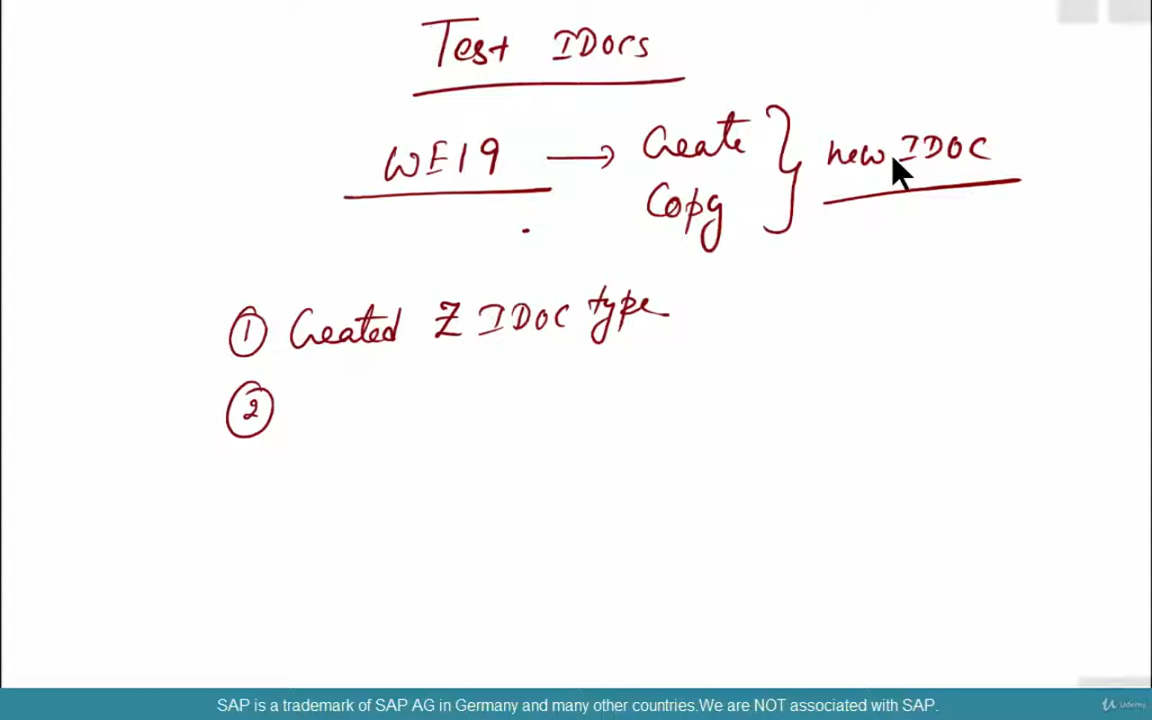 Test IDocs
WE19 → Create
Copy
} new IDOC
① Created Z IDOC type
②
SAP is a trademark of SAP AG in Germany and many other countries.We are NOT associated with SAP.
Udemy